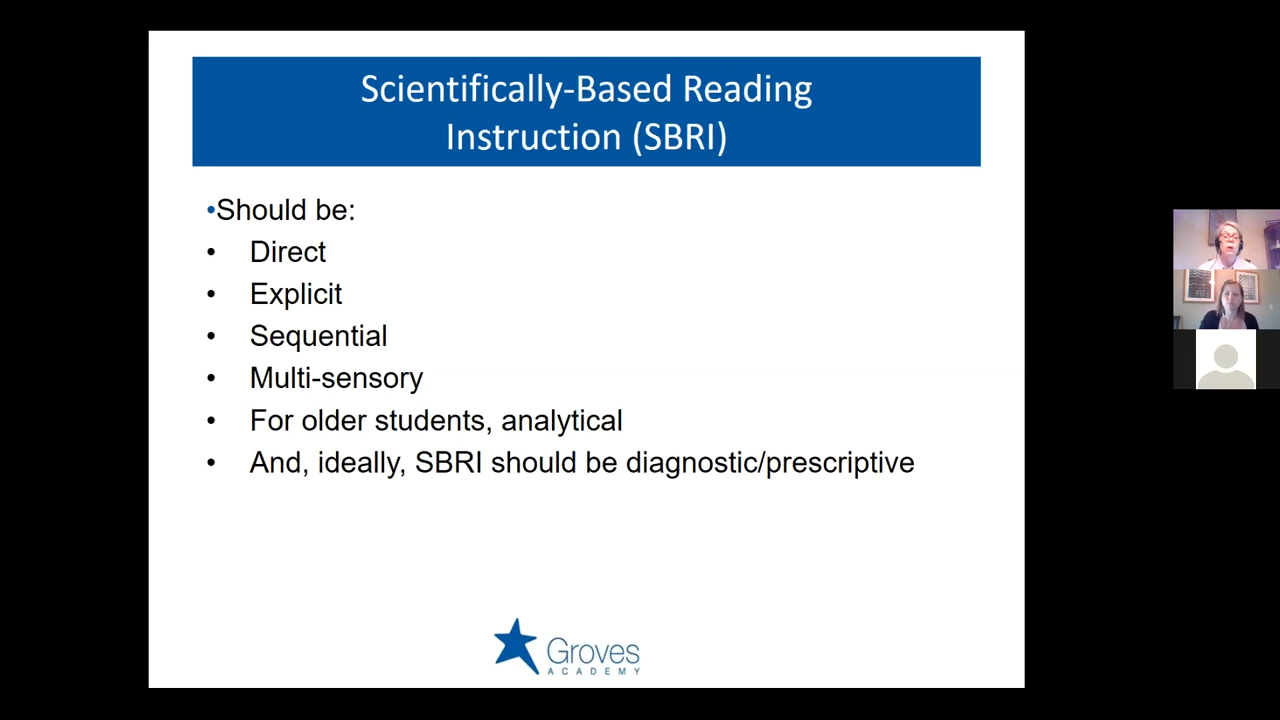 Scientifically-Based Reading
Instruction (SBRI)
•Should be:
• Direct
• Explicit
• Sequential
• Multi-sensory
• For older students, analytical
• And, ideally, SBRI should be diagnostic/prescriptive
Groves
ACADEMY